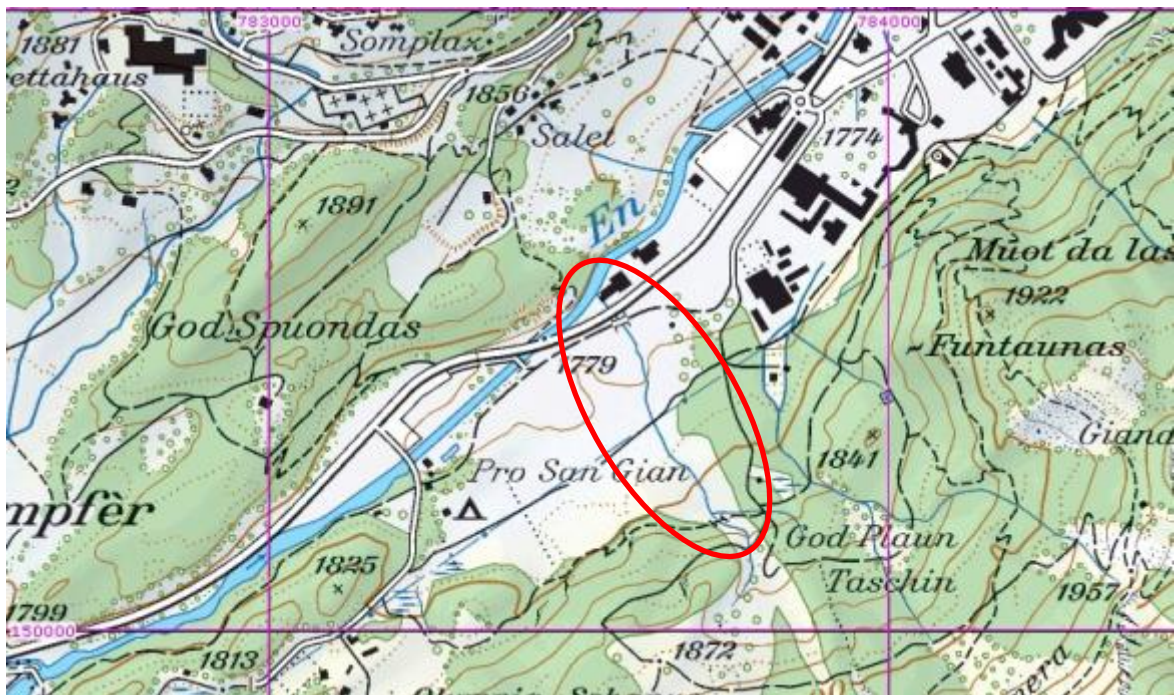 783000
784000
1881
Somplax
ettahaus
1856
Salet
1774
1891
En
Muot da las
1922
God Spuondas
Funtaunas
1779
Giand
1841
Pro San Gian
mpfèr
God Plaun
Taschin
1825
1957
1799
150000
1872
1813